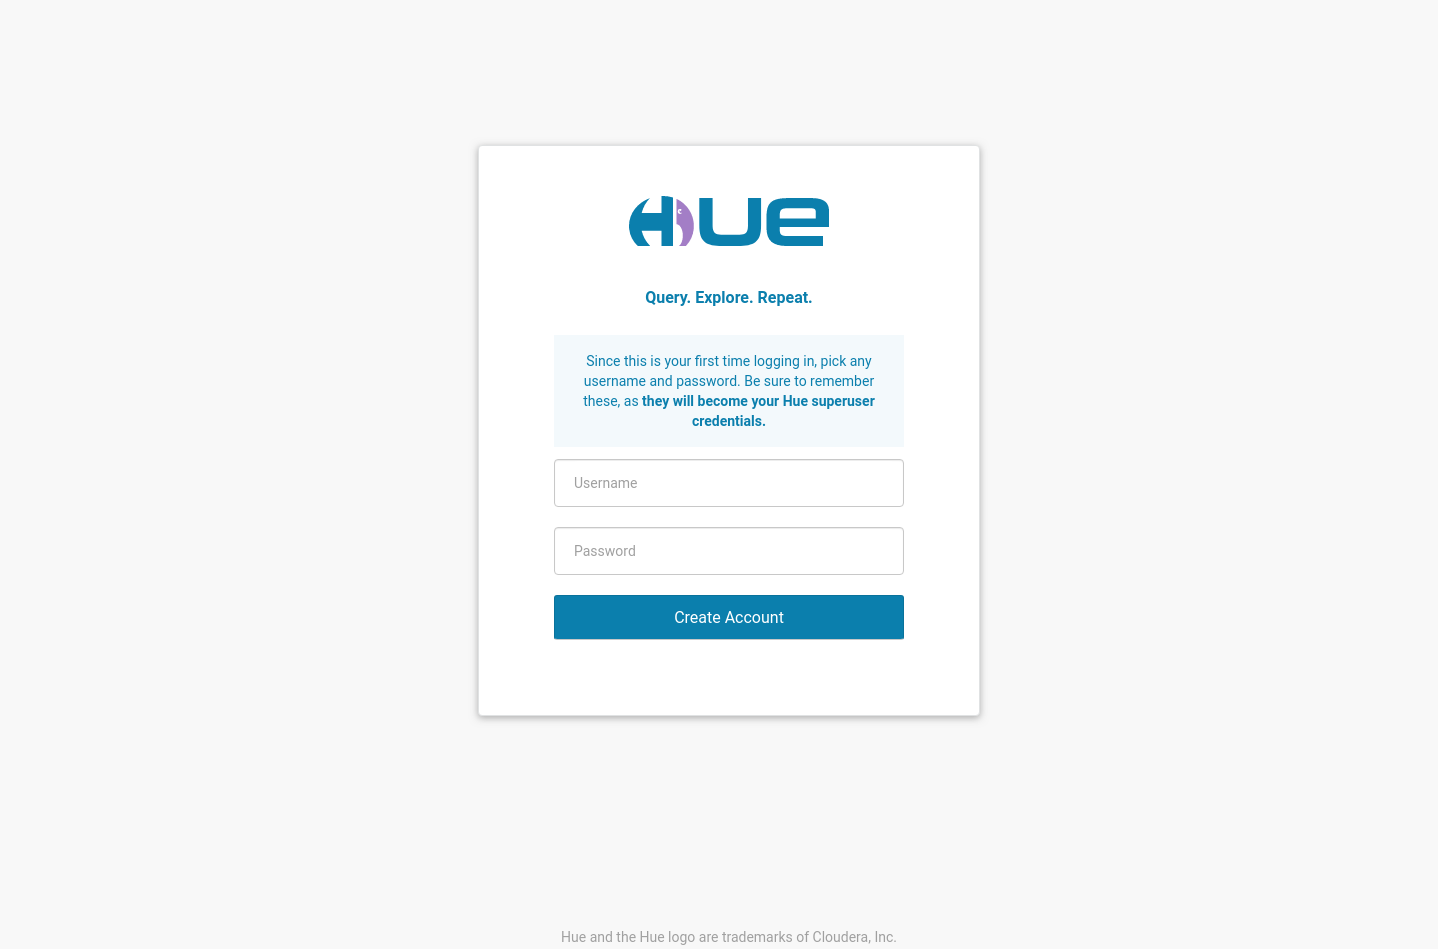 Hue
Query. Explore. Repeat.
Since this is your first time logging in, pick any
username and password. Be sure to remember
these, as they will become your Hue superuser
credentials.
Username
Password
Create Account
Hue and the Hue logo are trademarks of Cloudera, Inc.